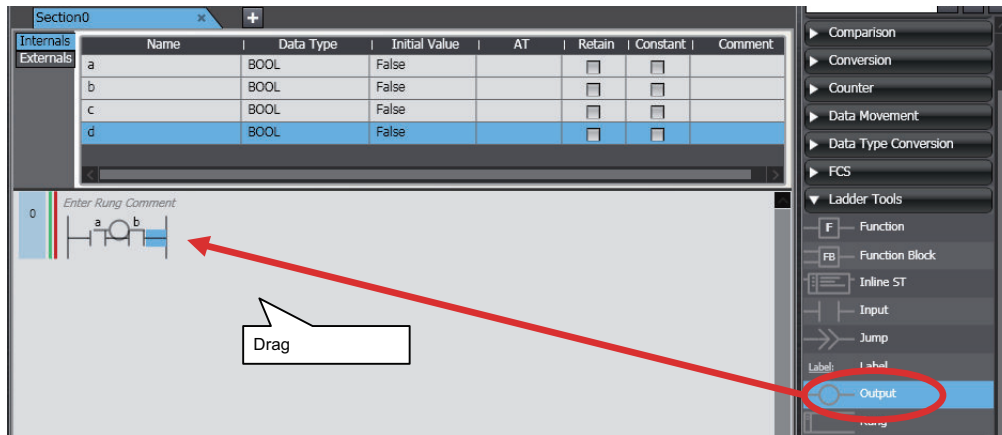 Section0 × +
Internals
Externals
Name Data Type Initial Value AT Retain Constant Comment
a BOOL False
b BOOL False
c BOOL False
d BOOL False
0 Enter Rung Comment
a b
Drag
Comparison
Conversion
Counter
Data Movement
Data Type Conversion
FCS
Ladder Tools
F Function
FB Function Block
Inline ST
Input
Jump
Label: Label
Output
Rung